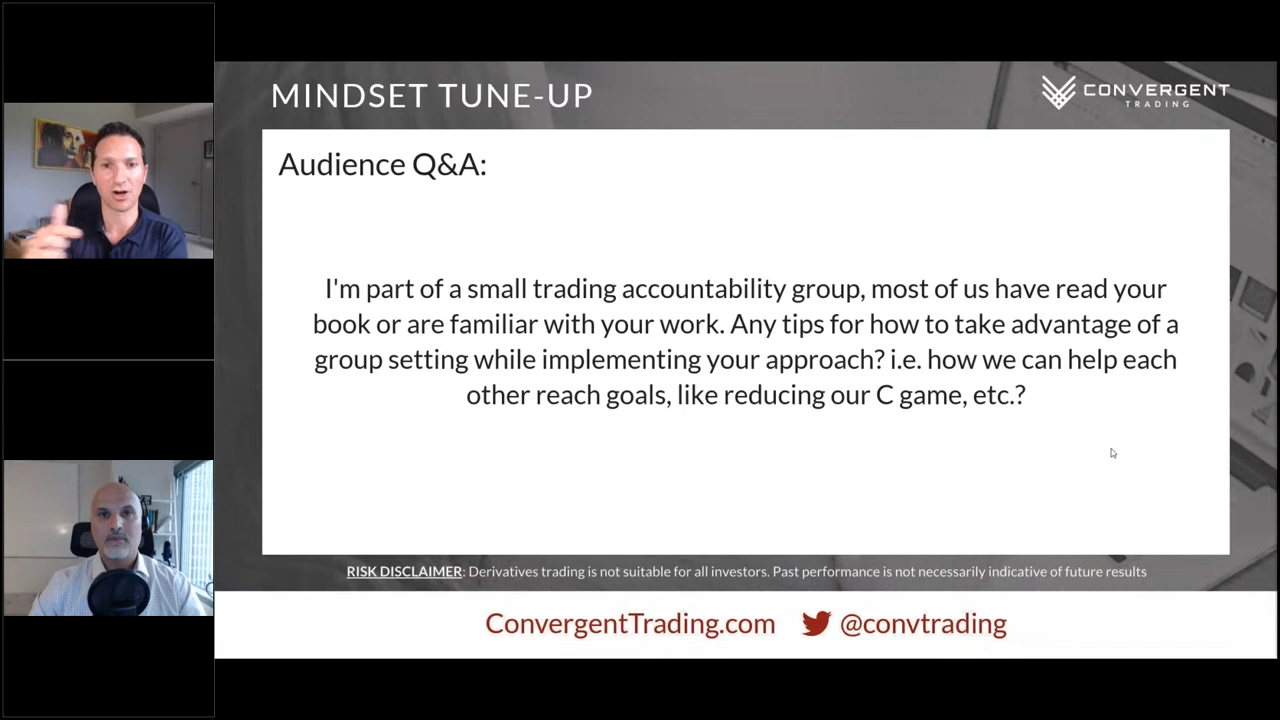 MINDSET TUNE-UP
CONVERGENT
TRADING
Audience Q&A:
I'm part of a small trading accountability group, most of us have read your
book or are familiar with your work. Any tips for how to take advantage of a
group setting while implementing your approach? i.e. how we can help each
other reach goals, like reducing our C game, etc.?
RISK DISCLAIMER: Derivatives trading is not suitable for all investors. Past performance is not necessarily indicative of future results
ConvergentTrading.com @convtrading